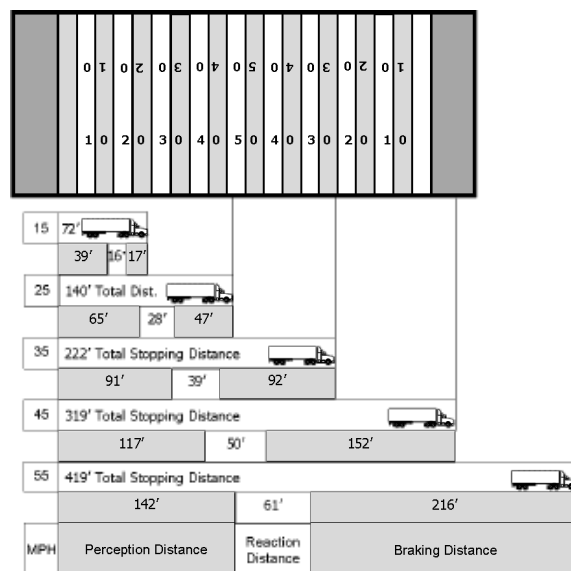 0 1 0 2 0 3 0 4 0 5 0 4 0 3 0 2 0 1
1 0 2 0 3 0 4 0 5 0 4 0 3 0 2 0 1 0
15 72'
39' 16' 17'
25 140' Total Dist.
65' 28' 47'
35 222' Total Stopping Distance
91' 39' 92'
45 319' Total Stopping Distance
117' 50' 152'
55 419' Total Stopping Distance
142' 61' 216'
MPH Perception Distance Reaction Distance Braking Distance